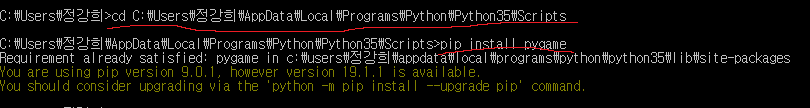 C:₩Users₩정강희>cd C:₩Users₩정강희₩AppData₩Local₩Programs₩Python₩Python35₩Scripts
C:₩Users₩정강희₩AppData₩Local₩Programs₩Python₩Python35₩Scripts>pip install pygame
Requirement already satisfied: pygame in c:₩users₩정강희₩appdata₩local₩programs₩python₩python35₩lib₩site-packages
You are using pip version 9.0.1, however version 19.1.1 is available.
You should consider upgrading via the 'python -m pip install --upgrade pip' command.